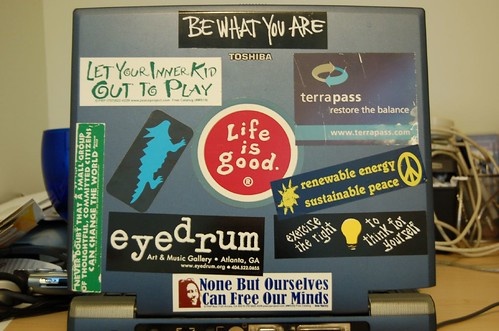 BE WHAT YOU ARE
TOSHIBA
LET YOUR INNER KID
OUT TO PLAY
terrapass
restore the balance
www.terrapass.com
Life
is
good.
®
renewable energy
sustainable peace
NEVER DOUBT THAT A SMALL GROUP
OF THOUGHTFUL, COMMITTED CITIZENS,
CAN CHANGE THE WORLD
eyedrum
Art & Music Gallery • Atlanta, GA
www.eyedrum.org • 404.522.0655
exercise
the right
to
think for
yourself
None But Ourselves
Can Free Our Minds